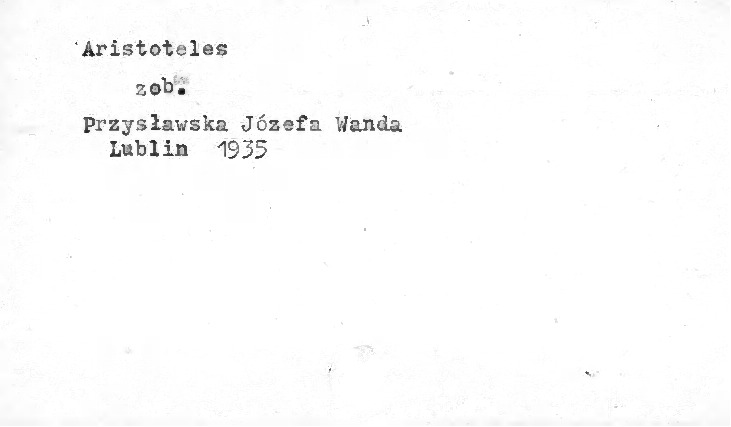 Aristoteles
zob.
Przysławska Józefa Wanda
Lublin 1935